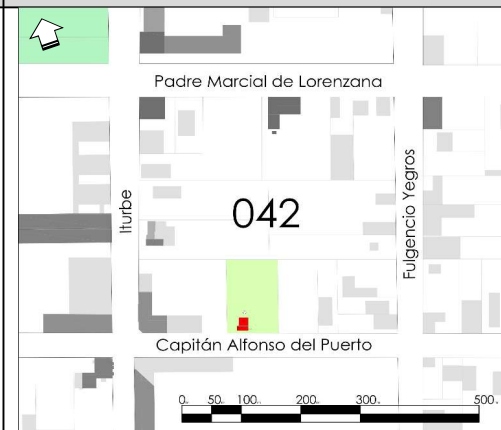 Padre Marcial de Lorenzana
Iturbe
042
Fulgencio Yegros
Capitán Alfonso del Puerto
0. 50. 100. 200. 300. 500.